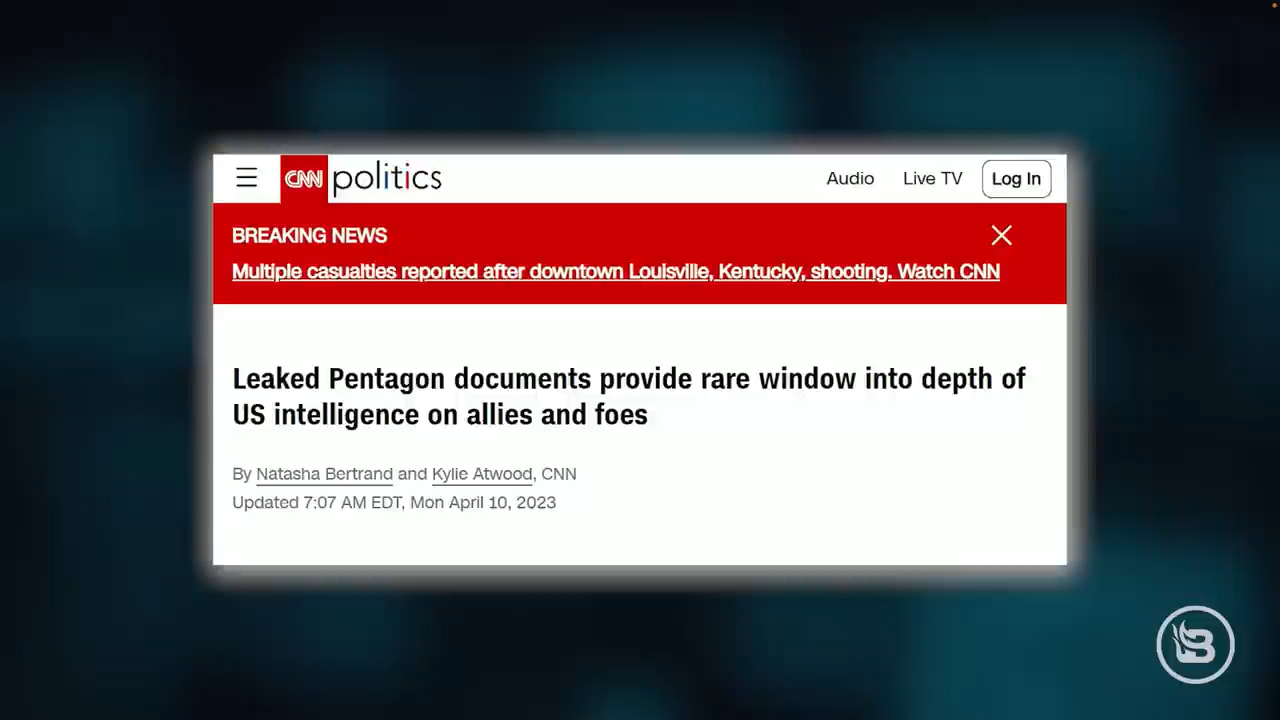 CNN politics Audio Live TV Log In
BREAKING NEWS
Multiple casualties reported after downtown Louisville, Kentucky, shooting. Watch CNN
Leaked Pentagon documents provide rare window into depth of
US intelligence on allies and foes
By Natasha Bertrand and Kylie Atwood, CNN
Updated 7:07 AM EDT, Mon April 10, 2023
B